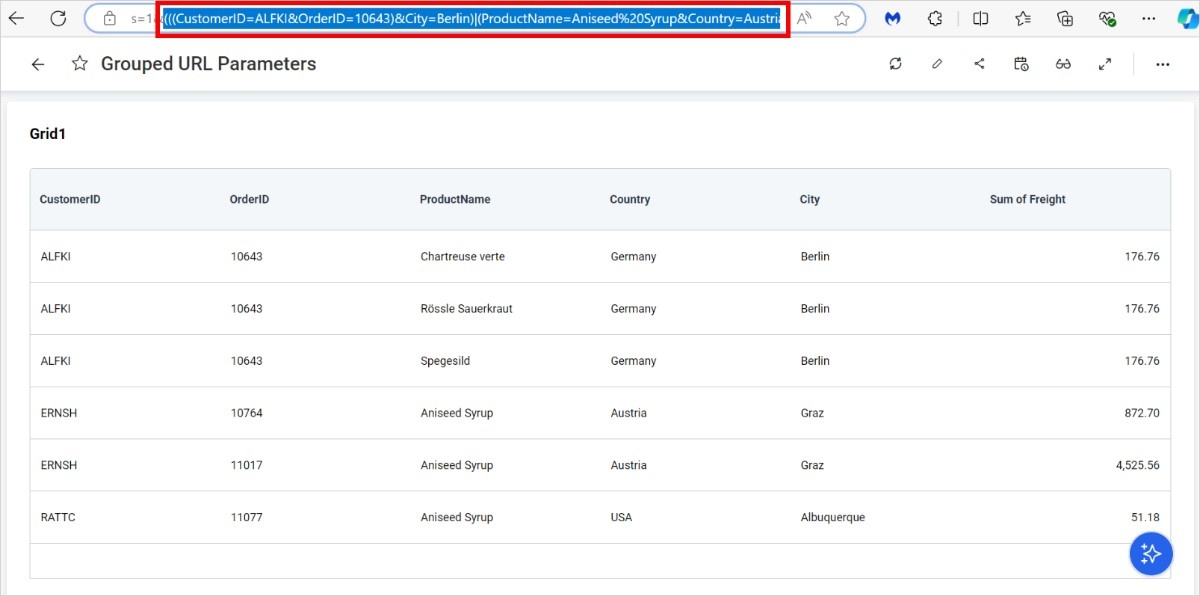 s=1 (((CustomerID=ALFKI&OrderID=10643)&City=Berlin)|(ProductName=Aniseed%20Syrup&Country=Austri
Grouped URL Parameters
Grid1
CustomerID OrderID ProductName Country City Sum of Freight
ALFKI 10643 Chartreuse verte Germany Berlin 176.76
ALFKI 10643 Rössle Sauerkraut Germany Berlin 176.76
ALFKI 10643 Spegesild Germany Berlin 176.76
ERNSH 10764 Aniseed Syrup Austria Graz 872.70
ERNSH 11017 Aniseed Syrup Austria Graz 4,525.56
RATTC 11077 Aniseed Syrup USA Albuquerque 51.18